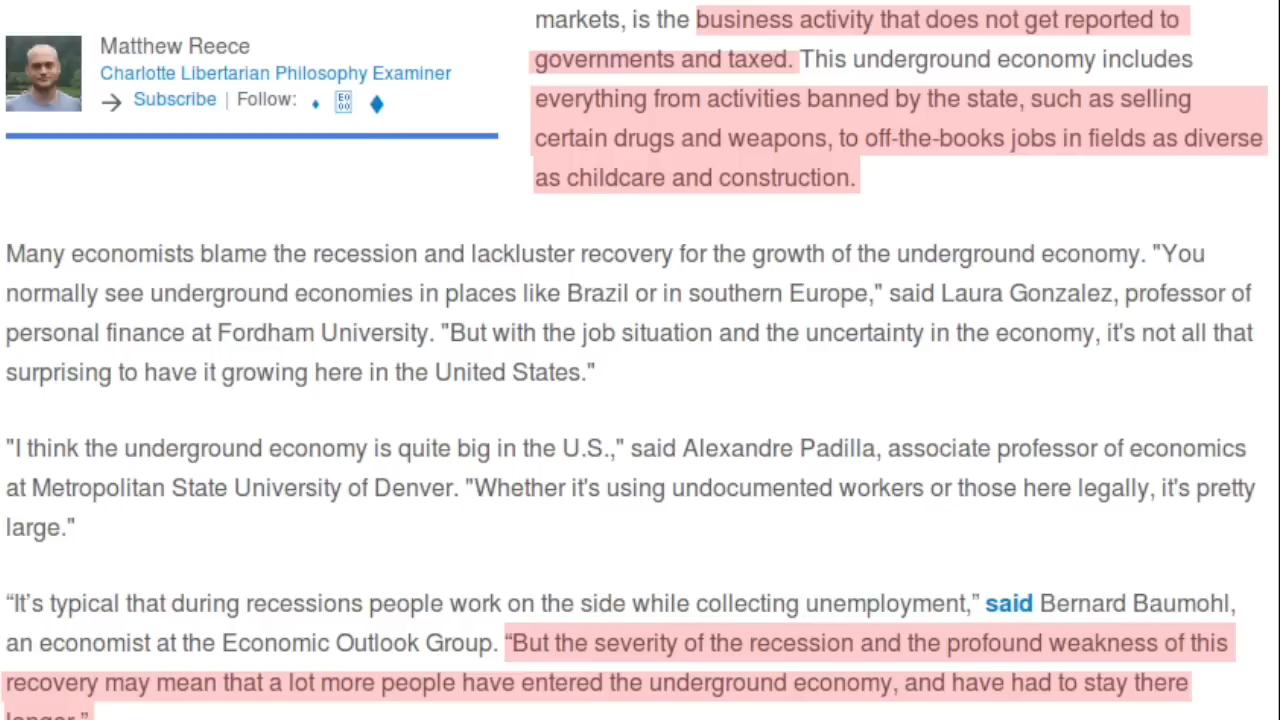 Matthew Reece
Charlotte Libertarian Philosophy Examiner
Subscribe | Follow:
markets, is the business activity that does not get reported to
governments and taxed. This underground economy includes
everything from activities banned by the state, such as selling
certain drugs and weapons, to off-the-books jobs in fields as diverse
as childcare and construction.
Many economists blame the recession and lackluster recovery for the growth of the underground economy. "You
normally see underground economies in places like Brazil or in southern Europe," said Laura Gonzalez, professor of
personal finance at Fordham University. "But with the job situation and the uncertainty in the economy, it's not all that
surprising to have it growing here in the United States."
"I think the underground economy is quite big in the U.S.," said Alexandre Padilla, associate professor of economics
at Metropolitan State University of Denver. "Whether it's using undocumented workers or those here legally, it's pretty
large."
“It’s typical that during recessions people work on the side while collecting unemployment,” said Bernard Baumohl,
an economist at the Economic Outlook Group. “But the severity of the recession and the profound weakness of this
recovery may mean that a lot more people have entered the underground economy, and have had to stay there
longer.”